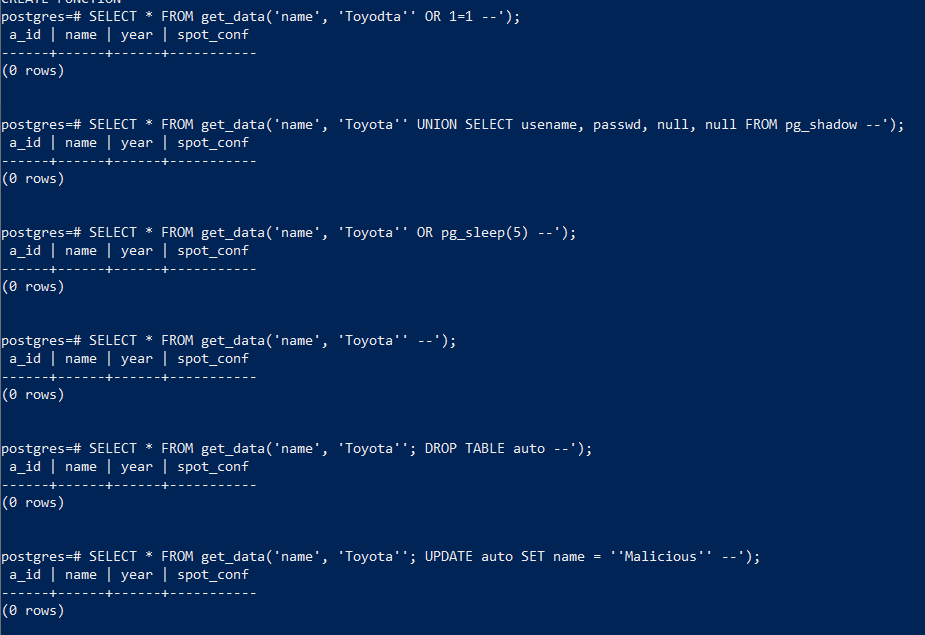 CREATE FUNCTION
postgres=# SELECT * FROM get_data('name', 'Toyodta'' OR 1=1 --');
 a_id | name | year | spot_conf
------+------+------+-----------
(0 rows)
postgres=# SELECT * FROM get_data('name', 'Toyota'' UNION SELECT usename, passwd, null, null FROM pg_shadow --');
 a_id | name | year | spot_conf
------+------+------+-----------
(0 rows)
postgres=# SELECT * FROM get_data('name', 'Toyota'' OR pg_sleep(5) --');
 a_id | name | year | spot_conf
------+------+------+-----------
(0 rows)
postgres=# SELECT * FROM get_data('name', 'Toyota'' --');
 a_id | name | year | spot_conf
------+------+------+-----------
(0 rows)
postgres=# SELECT * FROM get_data('name', 'Toyota''; DROP TABLE auto --');
 a_id | name | year | spot_conf
------+------+------+-----------
(0 rows)
postgres=# SELECT * FROM get_data('name', 'Toyota''; UPDATE auto SET name = ''Malicious'' --');
 a_id | name | year | spot_conf
------+------+------+-----------
(0 rows)